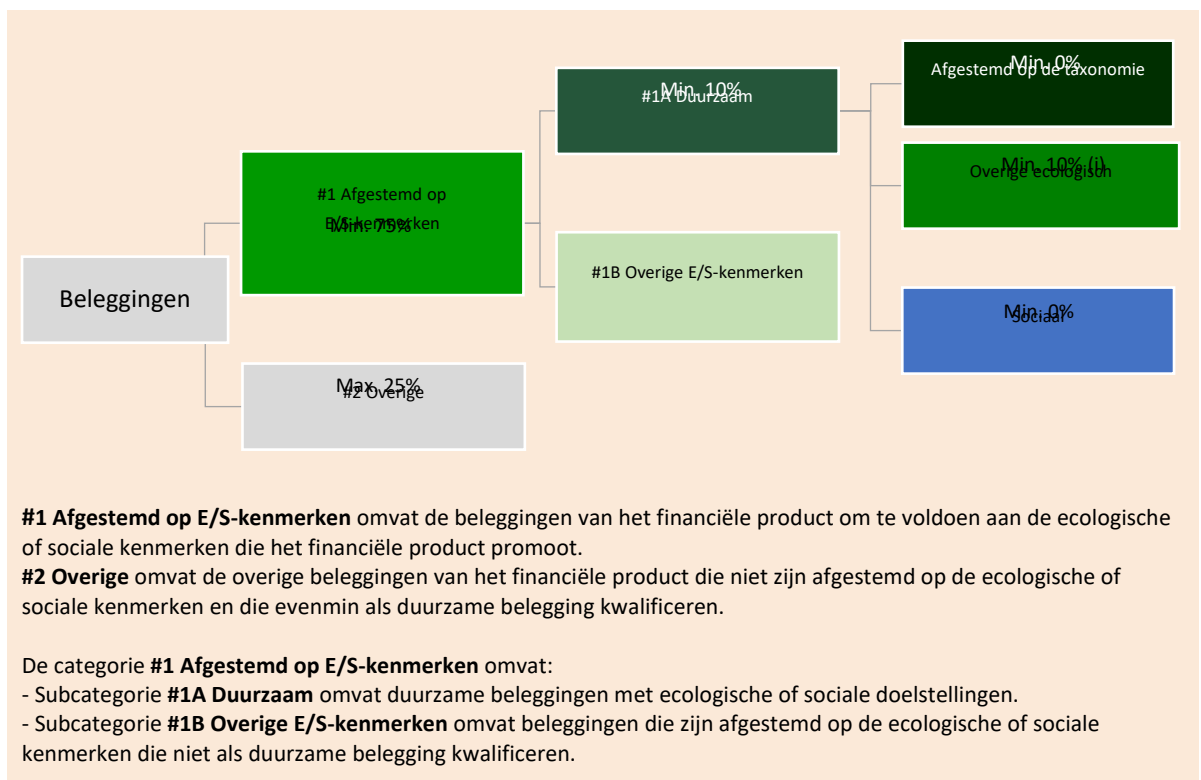 Min. 0%
Afgestemd op de taxonomie
Min. 10%
#1A Duurzaam
Min. 10% (i)
Overige ecologisch
#1 Afgestemd op
E/S-kenmerken
Min. 75%
#1B Overige E/S-kenmerken
Beleggingen
Min. 0%
Sociaal
Max. 25%
#2 Overige
#1 Afgestemd op E/S-kenmerken omvat de beleggingen van het financiële product om te voldoen aan de ecologische
of sociale kenmerken die het financiële product promoot.
#2 Overige omvat de overige beleggingen van het financiële product die niet zijn afgestemd op de ecologische of
sociale kenmerken en die evenmin als duurzame belegging kwalificeren.
De categorie #1 Afgestemd op E/S-kenmerken omvat:
- Subcategorie #1A Duurzaam omvat duurzame beleggingen met ecologische of sociale doelstellingen.
- Subcategorie #1B Overige E/S-kenmerken omvat beleggingen die zijn afgestemd op de ecologische of sociale
kenmerken die niet als duurzame belegging kwalificeren.